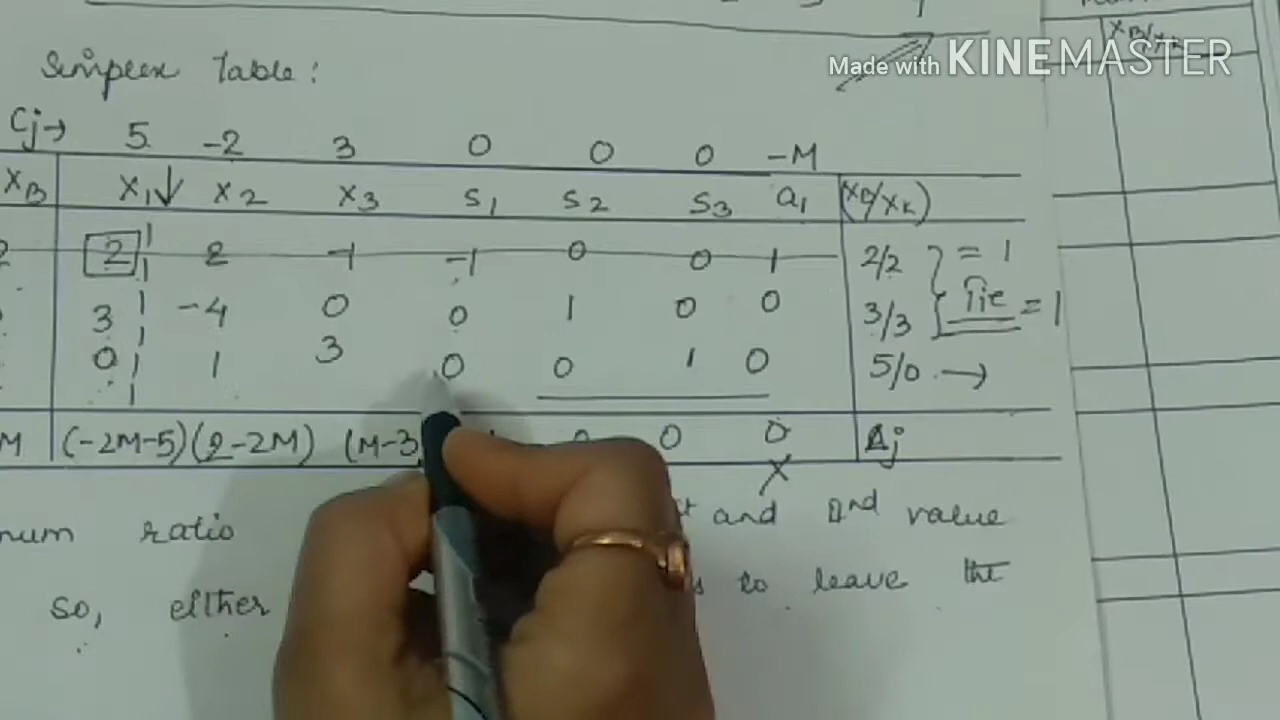 Made with KINEMASTER
Simplex Table:
Cj→ 5 -2 3 0 0 0 -M
XB X1↓ X2 X3 S1 S2 S3 a1 (XB/XK)
2 2 2 -1 -1 0 0 1 2/2 = 1
3 -4 0 0 1 0 0 3/3 Tie = 1
0 1 3 0 0 1 0 5/0 →
M (-2M-5) (2-2M) (M-3 0 0 0 Δj
X
num ratio and IInd value
so, either to leave the
XB/XK